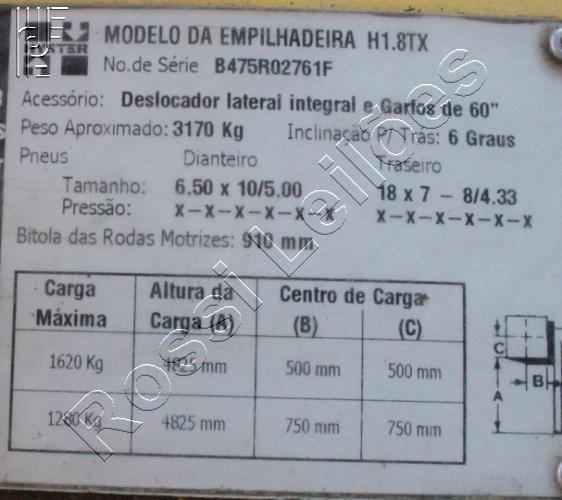 MODELO DA EMPILHADEIRA H1.8TX
No. de Série B475R02761F
Acessório: Deslocador lateral integral e Garfos de 60"
Peso Aproximado: 3170 Kg Inclinação P/ Tras: 6 Graus
Pneus Dianteiro Traseiro
Tamanho: 6.50 x 10/5.00 18 x 7 - 8/4.33
Pressão: x-x-x-x-x-x x-x-x-x-x-x
Bitola das Rodas Motrizes: 910 mm
Carga Máxima Altura da Carga (A) Centro de Carga (B) (C)
1620 Kg 4825 mm 500 mm 500 mm
1280 Kg 4825 mm 750 mm 750 mm
C
B
A
Rossi Leilões